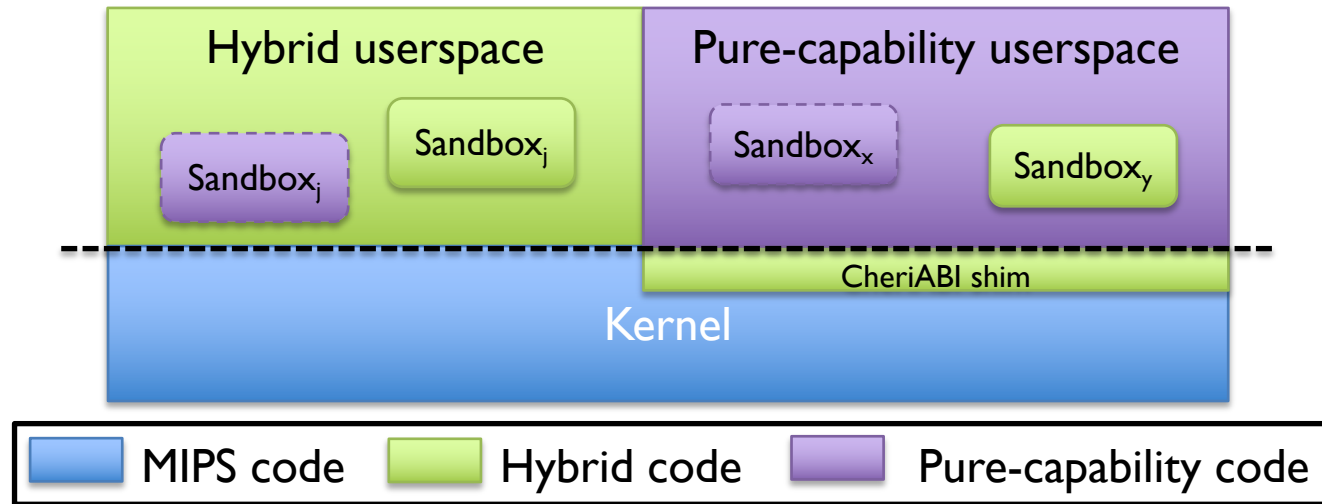 Hybrid userspace
Pure-capability userspace
Sandboxj
Sandboxj
Sandboxx
Sandboxy
CheriABI shim
Kernel
MIPS code
Hybrid code
Pure-capability code